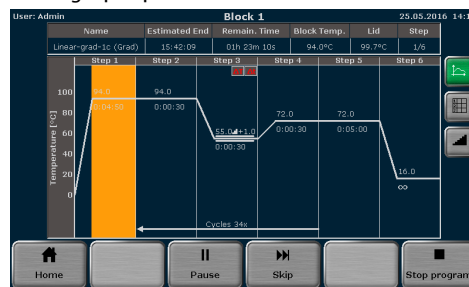 User: Admin Block 1 25.05.2016 14:1
Name Estimated End Remain. Time Block Temp. Lid Step
Linear-grad-1c (Grad) 15:42:09 01h 23m 10s 94.0°C 99.7°C 1/6
Step 1 Step 2 Step 3 Step 4 Step 5 Step 6
Temperature [°C]
100
80
60
40
20
0
94.0 94.0
0:04:50 0:00:30
55.0 +1.0
0:00:30
72.0 72.0
0:00:30 0:05:00
16.0
∞
Cycles 34x
Home Pause Skip Stop program